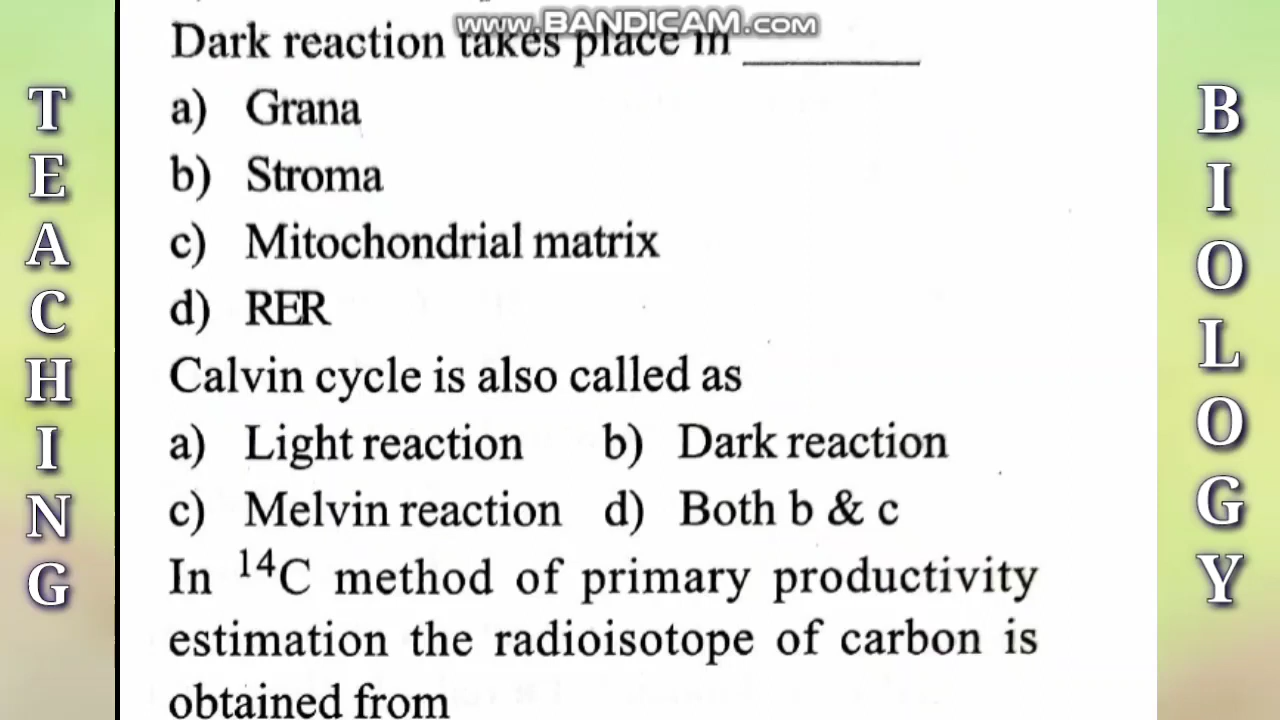 www.BANDICAM.com
Dark reaction takes place in ________
a) Grana
b) Stroma
c) Mitochondrial matrix
d) RER
Calvin cycle is also called as
a) Light reaction b) Dark reaction
c) Melvin reaction d) Both b & c
In ¹⁴C method of primary productivity
estimation the radioisotope of carbon is
obtained from
TEACHING
BIOLOGY